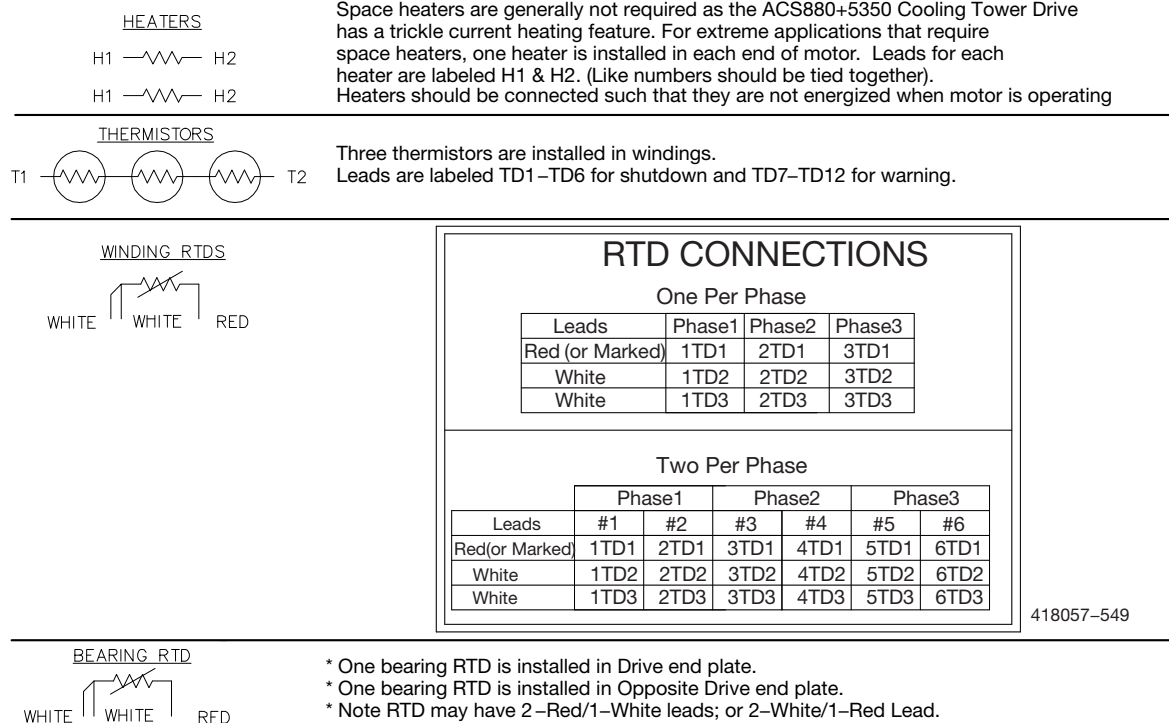 HEATERS
H1 H2
H1 H2
Space heaters are generally not required as the ACS880+5350 Cooling Tower Drive
has a trickle current heating feature. For extreme applications that require
space heaters, one heater is installed in each end of motor.  Leads for each
heater are labeled H1 & H2. (Like numbers should be tied together).
Heaters should be connected such that they are not energized when motor is operating
THERMISTORS
T1 T2
Three thermistors are installed in windings.
Leads are labeled TD1–TD6 for shutdown and TD7–TD12 for warning.
WINDING RTDS
WHITE WHITE RED
RTD CONNECTIONS
One Per Phase
Leads Phase1 Phase2 Phase3
Red (or Marked) 1TD1 2TD1 3TD1
White 1TD2 2TD2 3TD2
White 1TD3 2TD3 3TD3
Two Per Phase
Phase1 Phase2 Phase3
Leads #1 #2 #3 #4 #5 #6
Red(or Marked) 1TD1 2TD1 3TD1 4TD1 5TD1 6TD1
White 1TD2 2TD2 3TD2 4TD2 5TD2 6TD2
White 1TD3 2TD3 3TD3 4TD3 5TD3 6TD3
418057–549
BEARING RTD
WHITE WHITE RED
* One bearing RTD is installed in Drive end plate.
* One bearing RTD is installed in Opposite Drive end plate.
* Note RTD may have 2–Red/1–White leads; or 2–White/1–Red Lead.